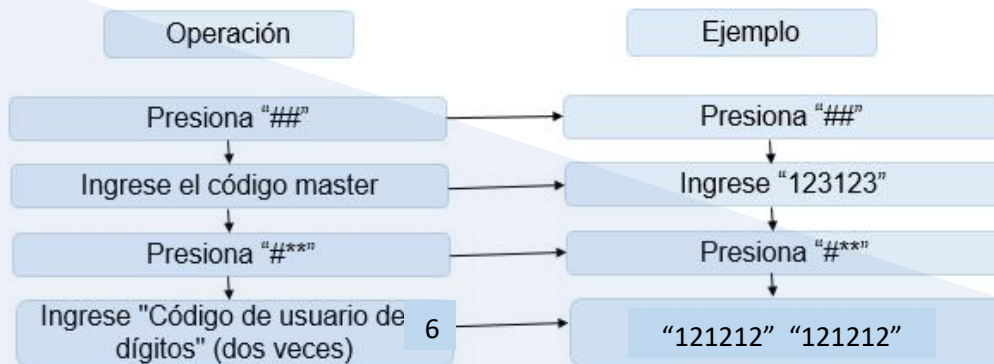 Operación
Ejemplo
Presiona “##”
Presiona “##”
Ingrese el código master
Ingrese “123123”
Presiona “#**”
Presiona “#**”
Ingrese "Código de usuario de 6
dígitos" (dos veces)
“121212” “121212”